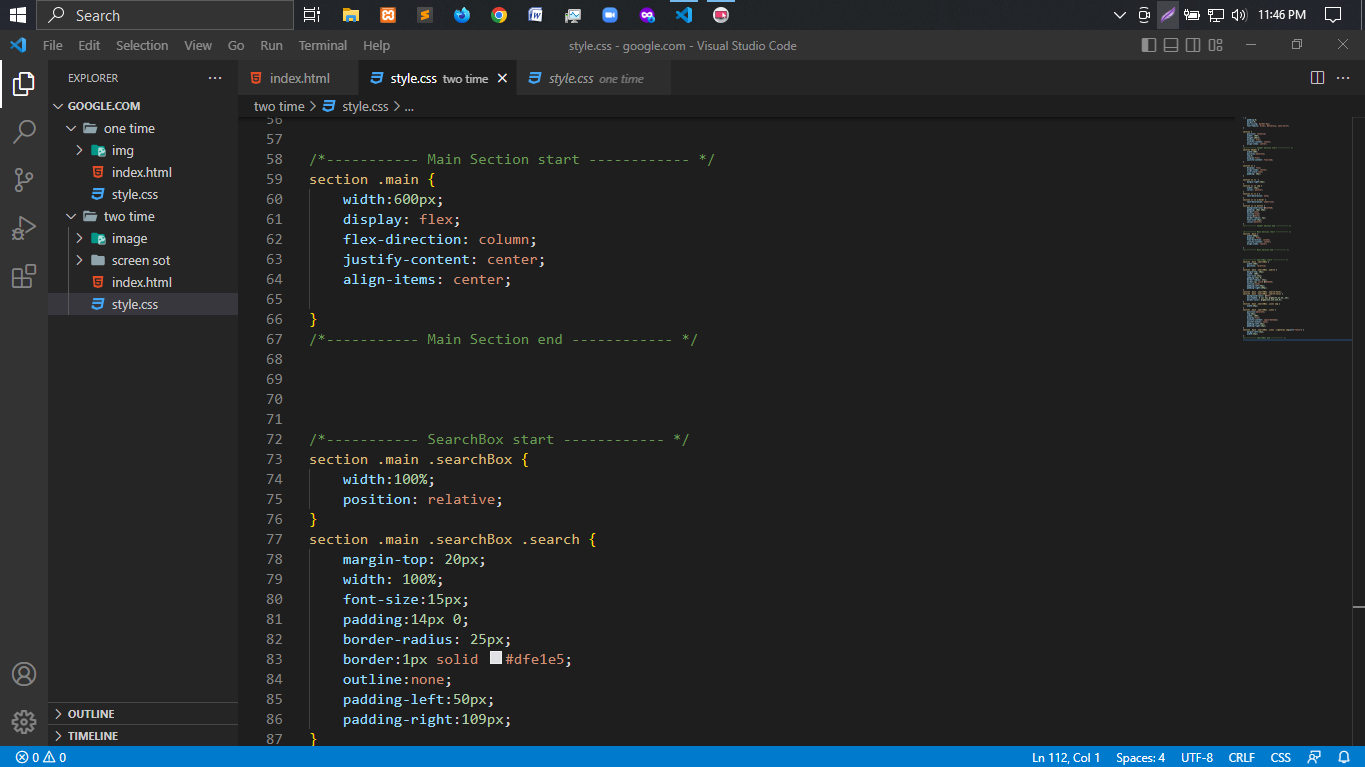 Search
11:46 PM
File Edit Selection View Go Run Terminal Help
style.css - google.com - Visual Studio Code
EXPLORER
index.html
style.css two time
style.css one time
GOOGLE.COM
two time > style.css > ...
one time
img
index.html
style.css
two time
image
screen sot
index.html
style.css
56
57
58 /*----------- Main Section start ------------ */
59 section .main {
60 width:600px;
61 display: flex;
62 flex-direction: column;
63 justify-content: center;
64 align-items: center;
65
66 }
67 /*----------- Main Section end ------------ */
68
69
70
71
72 /*----------- SearchBox start ------------ */
73 section .main .searchBox {
74 width:100%;
75 position: relative;
76 }
77 section .main .searchBox .search {
78 margin-top: 20px;
79 width: 100%;
80 font-size:15px;
81 padding:14px 0;
82 border-radius: 25px;
83 border:1px solid #dfe1e5;
84 outline:none;
85 padding-left:50px;
86 padding-right:109px;
87 }
OUTLINE
TIMELINE
0 0
Ln 112, Col 1 Spaces: 4 UTF-8 CRLF CSS